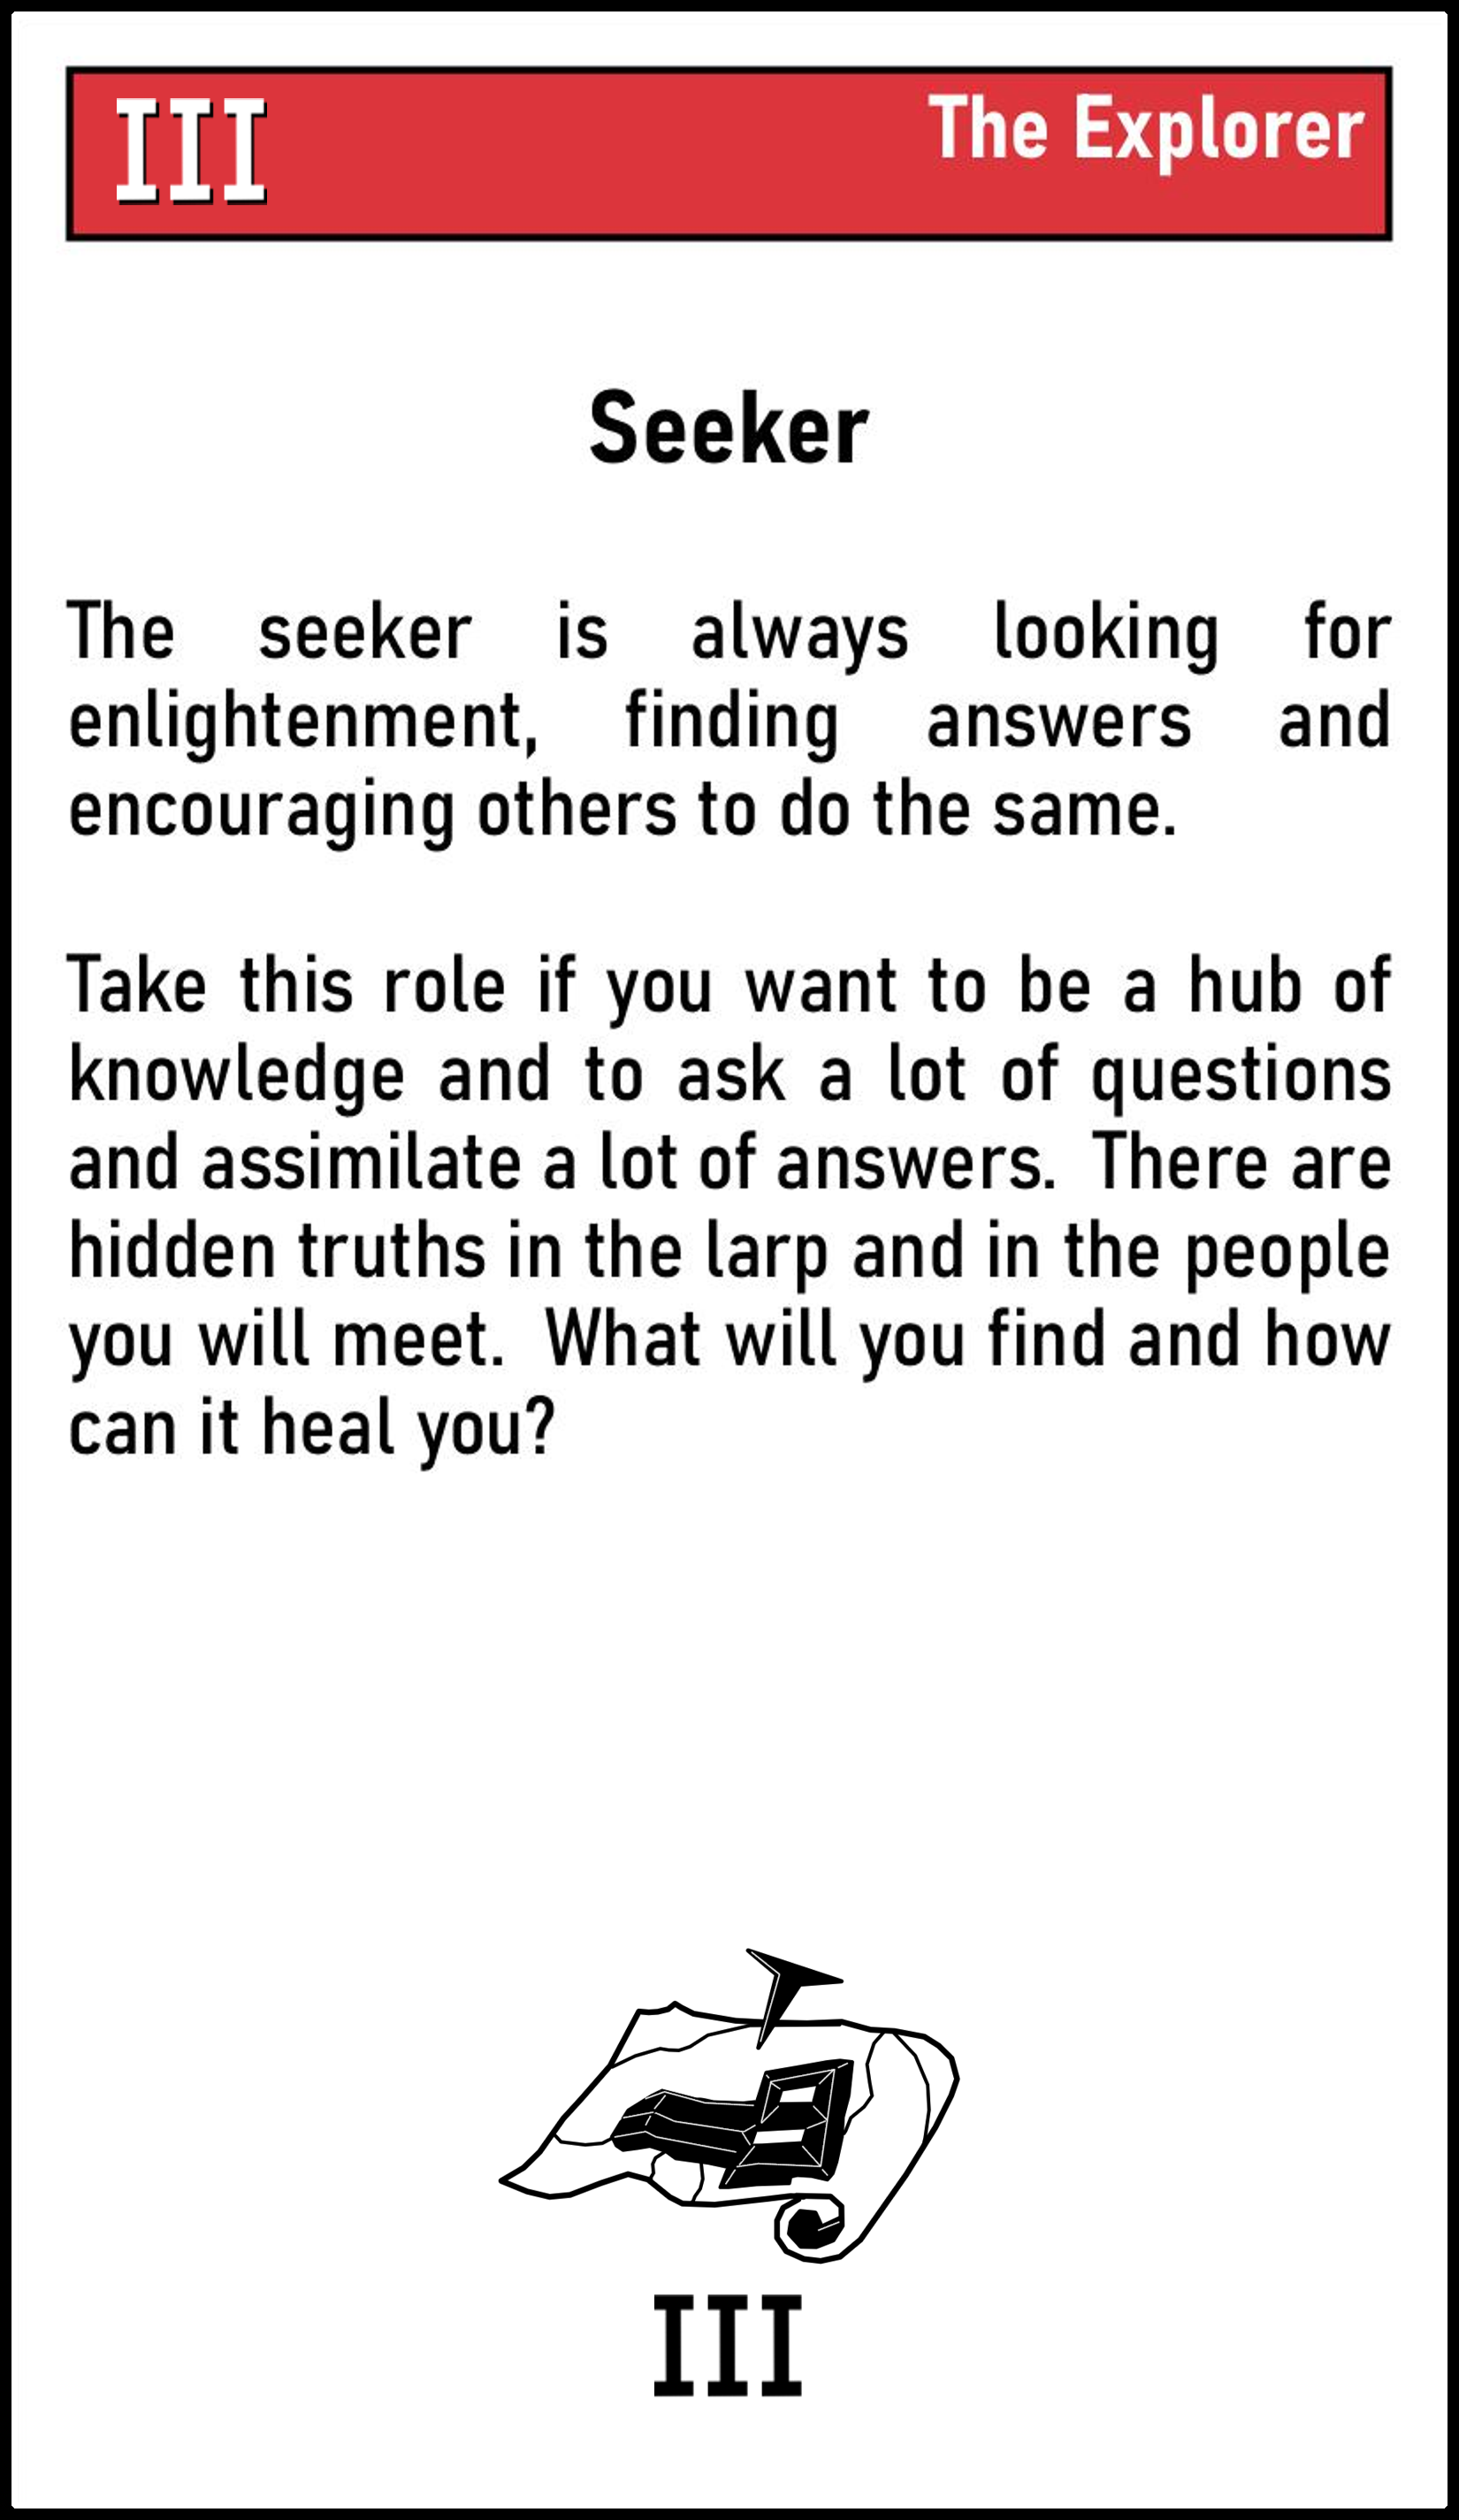 III
The Explorer
Seeker
The seeker is always looking for
enlightenment, finding answers and
encouraging others to do the same.
Take this role if you want to be a hub of
knowledge and to ask a lot of questions
and assimilate a lot of answers.  There are
hidden truths in the larp and in the people
you will meet.  What will you find and how
can it heal you?
III